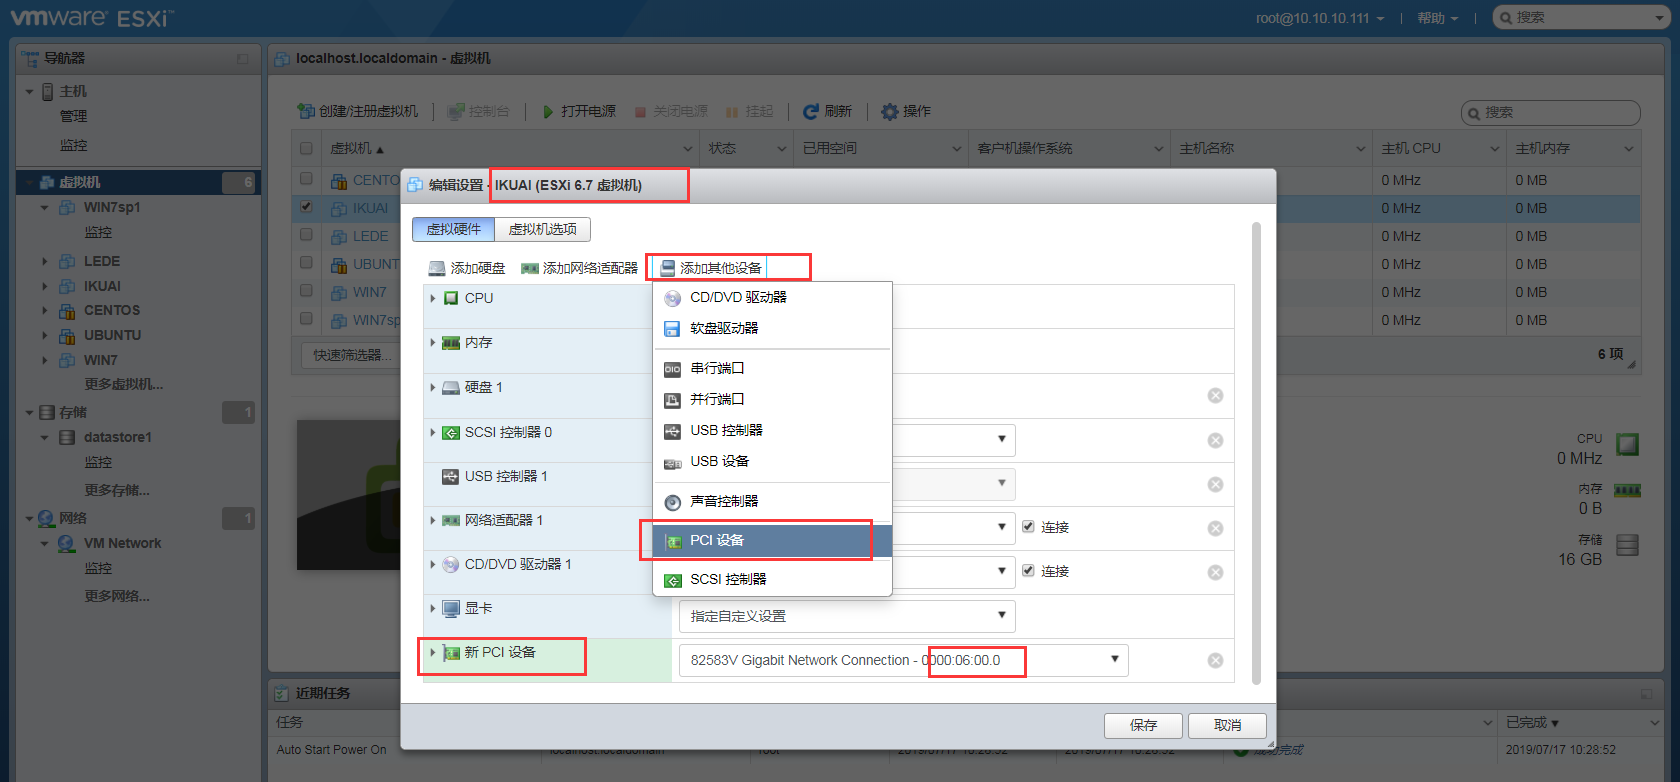 vmware ESXi™
root@10.10.10.111
帮助
搜索
导航器
主机
管理
监控
虚拟机
6
WIN7sp1
监控
LEDE
IKUAI
CENTOS
UBUNTU
WIN7
更多虚拟机...
存储
1
datastore1
监控
更多存储...
网络
1
VM Network
监控
更多网络...
localhost.localdomain - 虚拟机
创建/注册虚拟机
控制台
打开电源
关闭电源
挂起
刷新
操作
搜索
虚拟机 ▲
状态
已用空间
客户机操作系统
主机名称
主机 CPU
主机内存
CENTO
0 MHz
0 MB
IKUAI
0 MHz
0 MB
LEDE
0 MHz
0 MB
UBUNT
0 MHz
0 MB
WIN7
0 MHz
0 MB
WIN7sp
0 MHz
0 MB
快速筛选器...
6 项
CPU
0 MHz
内存
0 B
存储
16 GB
编辑设置 - IKUAI (ESXi 6.7 虚拟机)
虚拟硬件
虚拟机选项
添加硬盘
添加网络适配器
添加其他设备
CPU
内存
硬盘 1
SCSI 控制器 0
USB 控制器 1
网络适配器 1
连接
CD/DVD 驱动器 1
连接
显卡
指定自定义设置
新 PCI 设备
82583V Gigabit Network Connection - 0000:06:00.0
CD/DVD 驱动器
软盘驱动器
串行端口
并行端口
USB 控制器
USB 设备
声音控制器
PCI 设备
SCSI 控制器
保存
取消
近期任务
任务
已完成 ▼
Auto Start Power On
localhost.localdomain
root
2019/07/17 10:28:52
2019/07/17 10:28:52
成功完成
2019/07/17 10:28:52